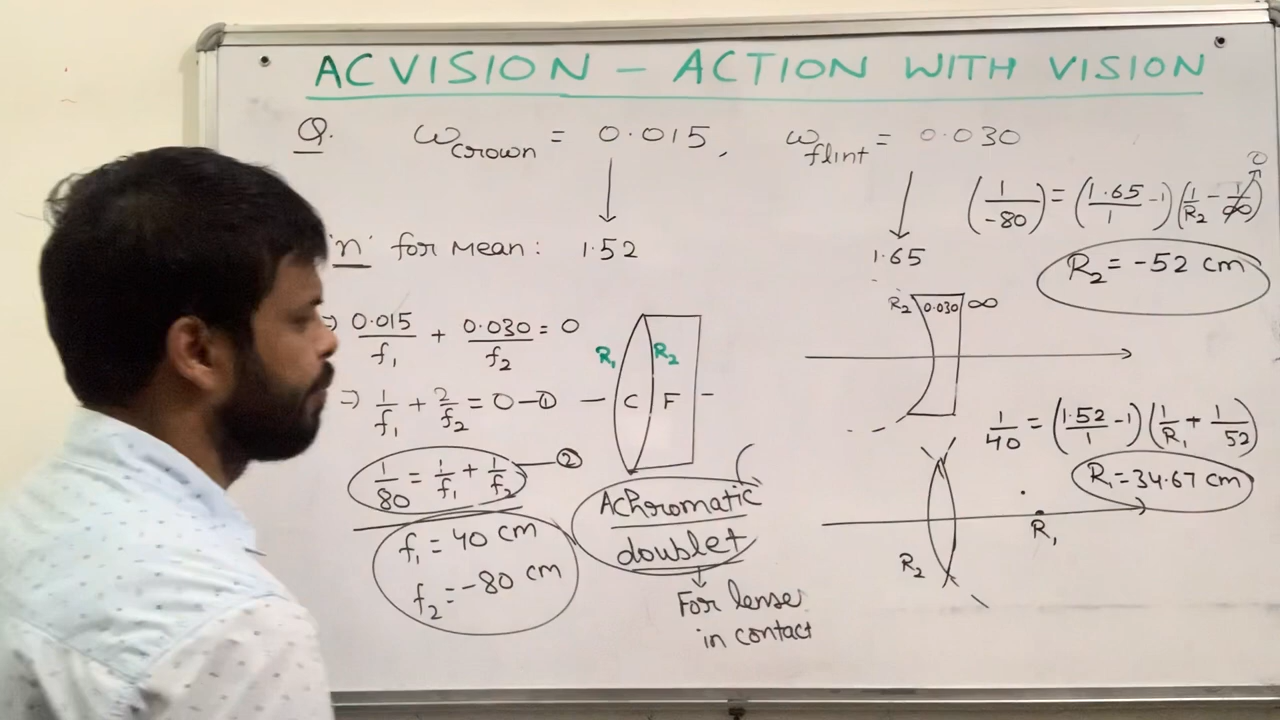 ACVISION – ACTION WITH VISION
Q. ω_crown = 0.015, ω_flint = 0.030
'n' for Mean: 1.52 1.65
(1/-80) = (1.65/1 - 1)(1/R₂ - 1/∞) 0
R₂ = -52 cm
⇒ 0.015/f₁ + 0.030/f₂ = 0
⇒ 1/f₁ + 2/f₂ = 0 — ①
1/80 = 1/f₁ + 1/f₂ — ②
f₁ = 40 cm
f₂ = -80 cm
R₁ R₂
C F
Achromatic
doublet
For lense
in contact
R₂ 0.030 ∞
1/40 = (1.52/1 - 1)(1/R₁ + 1/52)
R₁ = 34.67 cm
R₁
R₂